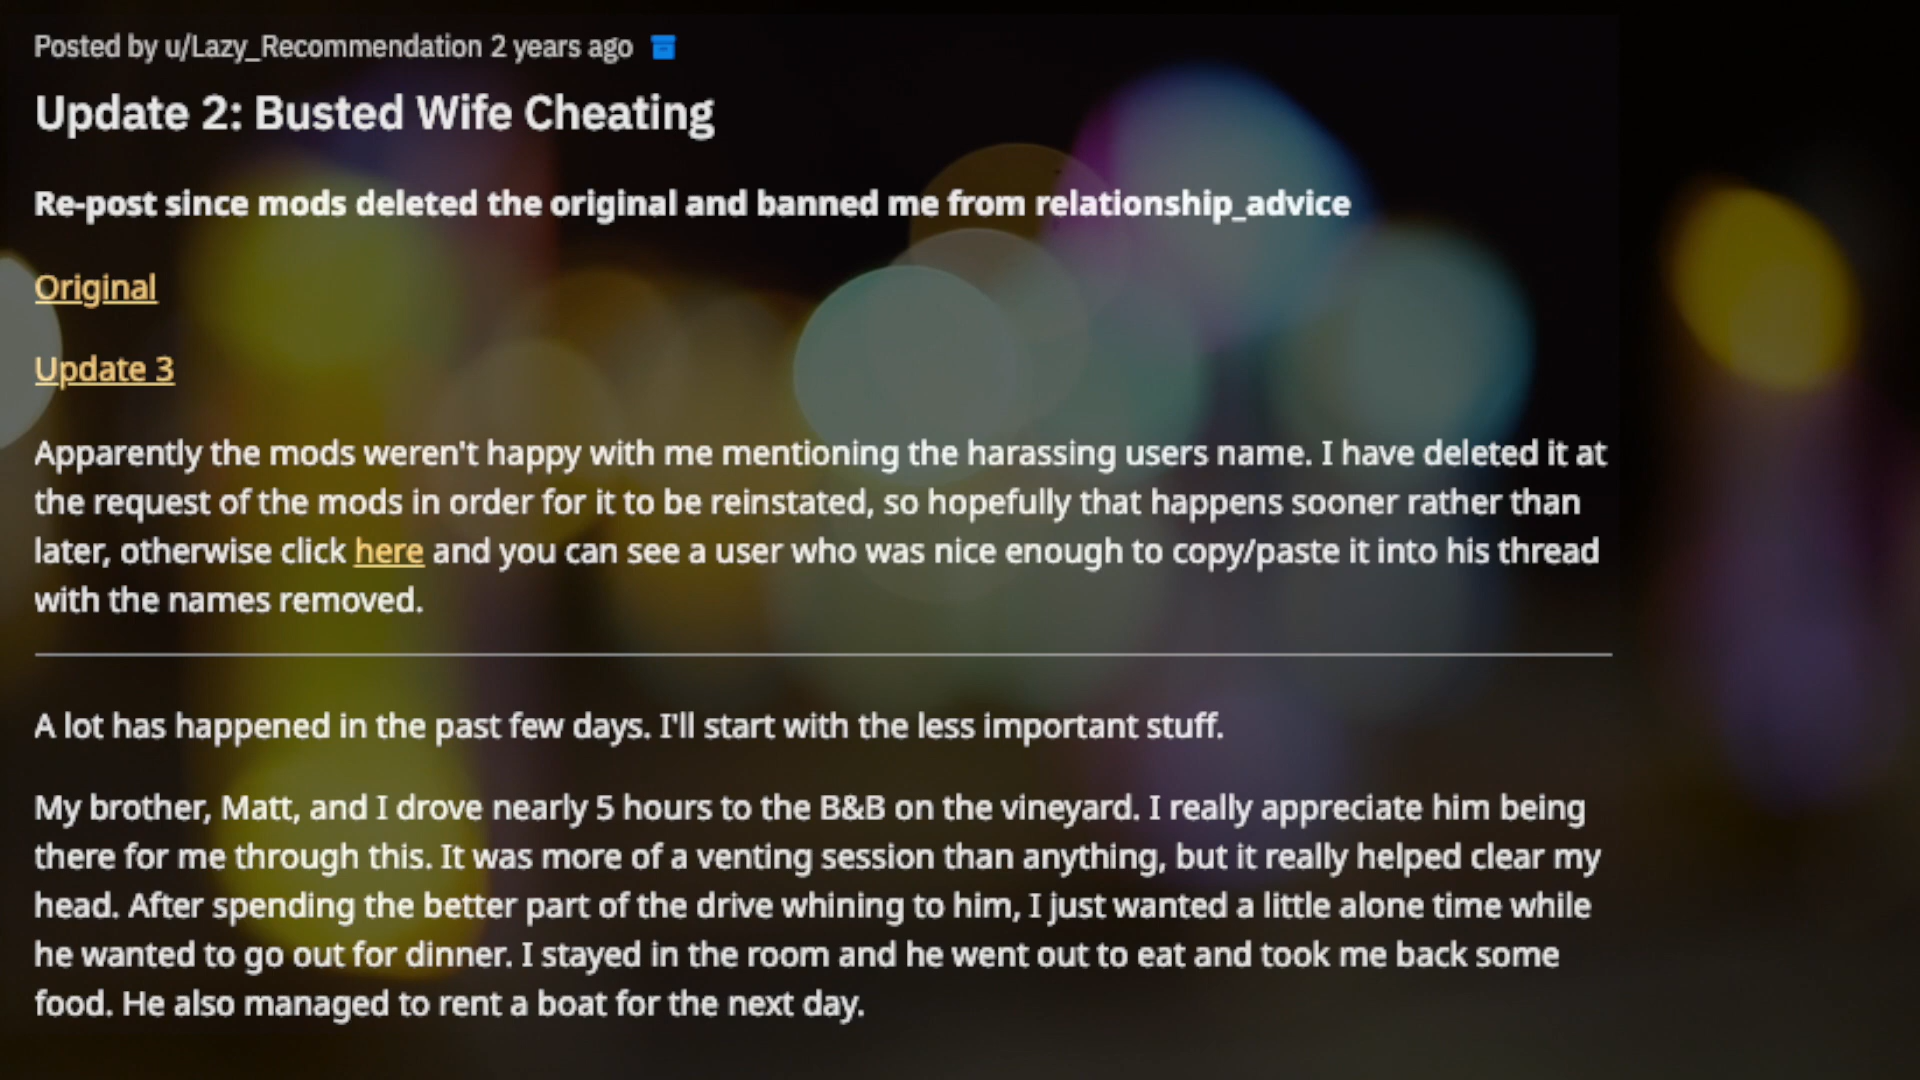 Posted by u/Lazy_Recommendation 2 years ago
Update 2: Busted Wife Cheating
Re-post since mods deleted the original and banned me from relationship_advice
Original
Update 3
Apparently the mods weren't happy with me mentioning the harassing users name. I have deleted it at
the request of the mods in order for it to be reinstated, so hopefully that happens sooner rather than
later, otherwise click here and you can see a user who was nice enough to copy/paste it into his thread
with the names removed.
A lot has happened in the past few days. I'll start with the less important stuff.
My brother, Matt, and I drove nearly 5 hours to the B&B on the vineyard. I really appreciate him being
there for me through this. It was more of a venting session than anything, but it really helped clear my
head. After spending the better part of the drive whining to him, I just wanted a little alone time while
he wanted to go out for dinner. I stayed in the room and he went out to eat and took me back some
food. He also managed to rent a boat for the next day.